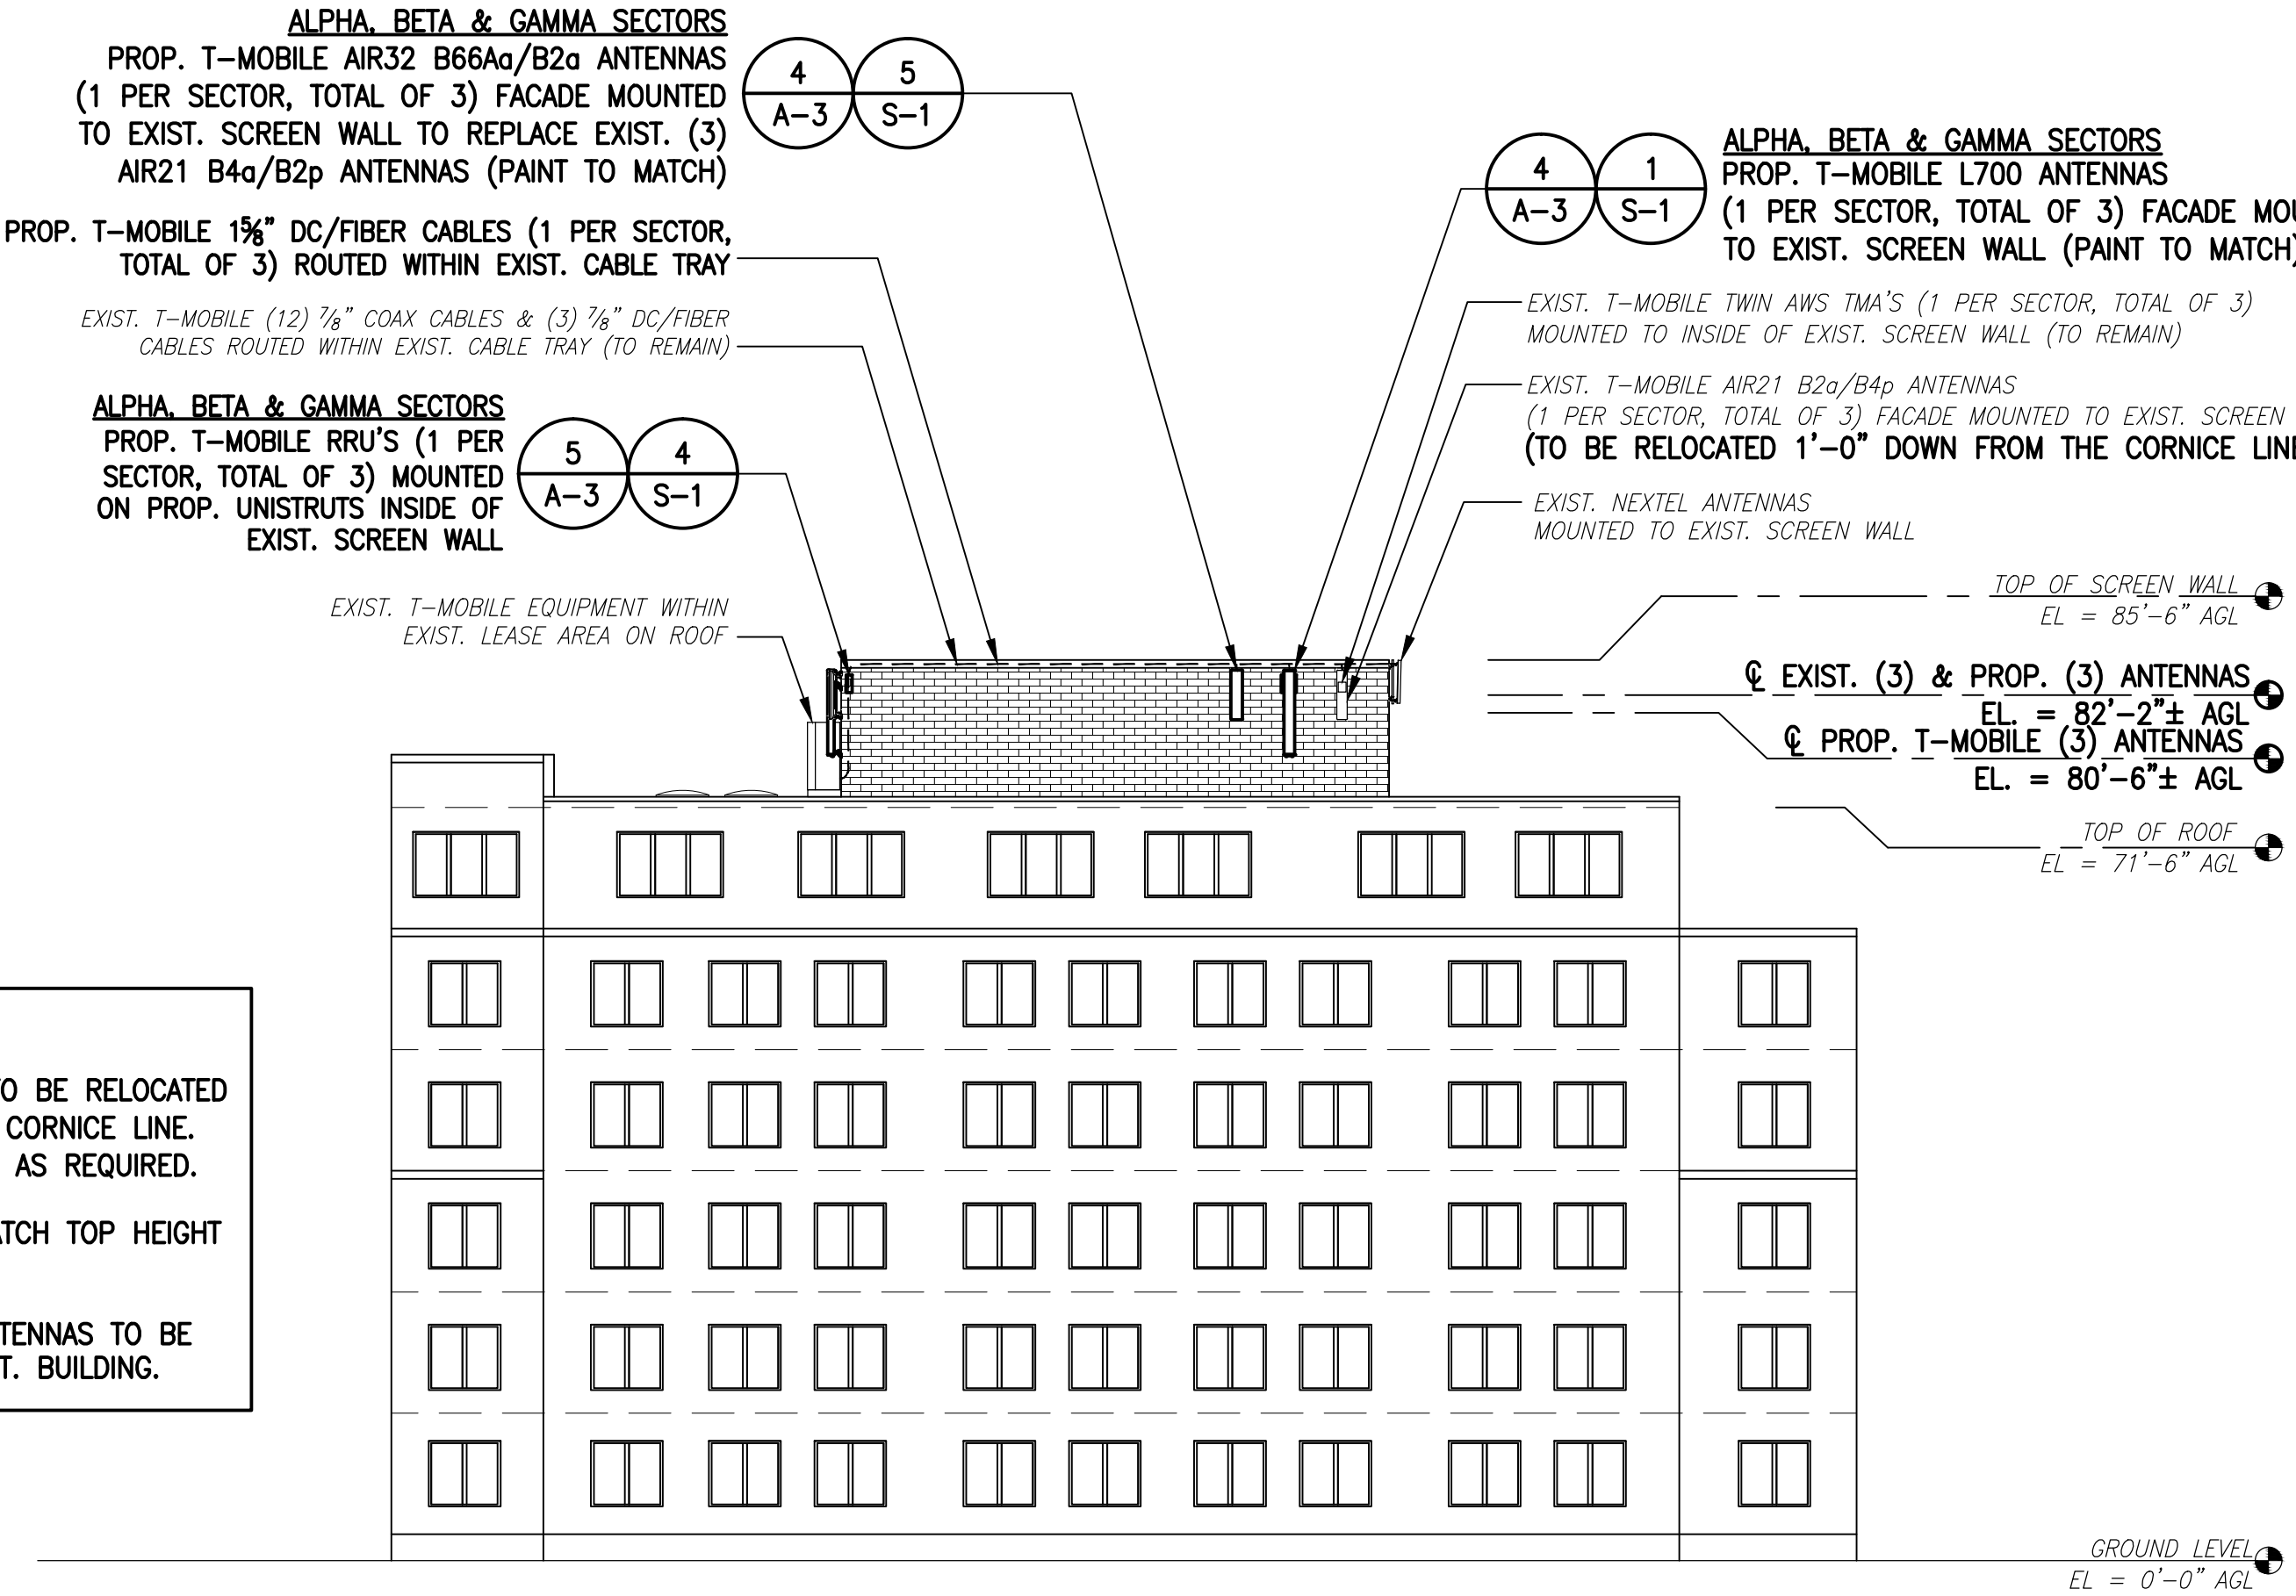 ALPHA, BETA & GAMMA SECTORS
PROP. T-MOBILE AIR32 B66Aa/B2a ANTENNAS
(1 PER SECTOR, TOTAL OF 3) FACADE MOUNTED
TO EXIST. SCREEN WALL TO REPLACE EXIST. (3)
AIR21 B4a/B2p ANTENNAS (PAINT TO MATCH)
4
A-3
5
S-1
PROP. T-MOBILE 1⅝" DC/FIBER CABLES (1 PER SECTOR,
TOTAL OF 3) ROUTED WITHIN EXIST. CABLE TRAY
EXIST. T-MOBILE (12) ⅞" COAX CABLES & (3) ⅞" DC/FIBER
CABLES ROUTED WITHIN EXIST. CABLE TRAY (TO REMAIN)
ALPHA, BETA & GAMMA SECTORS
PROP. T-MOBILE RRU'S (1 PER
SECTOR, TOTAL OF 3) MOUNTED
ON PROP. UNISTRUTS INSIDE OF
EXIST. SCREEN WALL
5
A-3
4
S-1
EXIST. T-MOBILE EQUIPMENT WITHIN
EXIST. LEASE AREA ON ROOF
4
A-3
1
S-1
ALPHA, BETA & GAMMA SECTORS
PROP. T-MOBILE L700 ANTENNAS
(1 PER SECTOR, TOTAL OF 3) FACADE
TO EXIST. SCREEN WALL (PAINT TO MATCH)
EXIST. T-MOBILE TWIN AWS TMA'S (1 PER SECTOR, TOTAL OF 3)
MOUNTED TO INSIDE OF EXIST. SCREEN WALL (TO REMAIN)
EXIST. T-MOBILE AIR21 B2a/B4p ANTENNAS
(1 PER SECTOR, TOTAL OF 3) FACADE MOUNTED TO EXIST. SCREEN
(TO BE RELOCATED 1'-0" DOWN FROM THE CORNICE LINE
EXIST. NEXTEL ANTENNAS
MOUNTED TO EXIST. SCREEN WALL
TOP OF SCREEN WALL
EL = 85'-6" AGL
℄ EXIST. (3) & PROP. (3) ANTENNAS
EL. = 82'-2"± AGL
℄ PROP. T-MOBILE (3) ANTENNAS
EL. = 80'-6"± AGL
TOP OF ROOF
EL = 71'-6" AGL
TO BE RELOCATED
CORNICE LINE.
AS REQUIRED.
TOP HEIGHT
TO BE
BUILDING.
GROUND LEVEL
EL = 0'-0" AGL